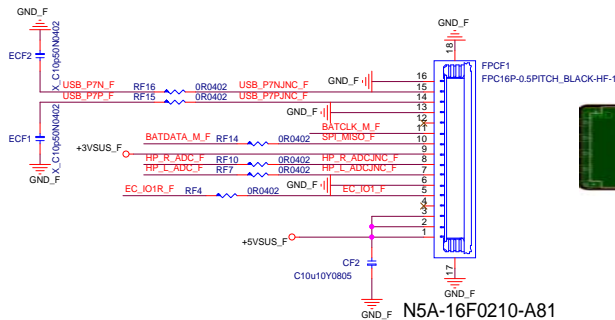 GND_F
GND_F
18
ECF2
X_C10p50N0402
FPCF1
FPC16P-0.5PITCH_BLACK-HF-1
GND_F
16
USB_P7N_F RF16 0R0402 USB_P7NJNC_F
15
USB_P7P_F RF15 0R0402 USB_P7PJNC_F
14
GND_F
13
12
ECF1
X_C10p50N0402
BATCLK_M_F
11
BATDATA_M_F RF14 0R0402 SPI_MISO_F
10
+3VSUS_F
9
HP_R_ADC_F RF10 0R0402 HP_R_ADCJNC_F
8
HP_L_ADC_F RF7 0R0402 HP_L_ADCJNC_F
7
GND_F
GND_F
6
EC_IO1R_F RF4 0R0402 EC_IO1_F
5
4
3
2
+5VSUS_F
1
CF2
C10u10Y0805
17
GND_F
GND_F
N5A-16F0210-A81